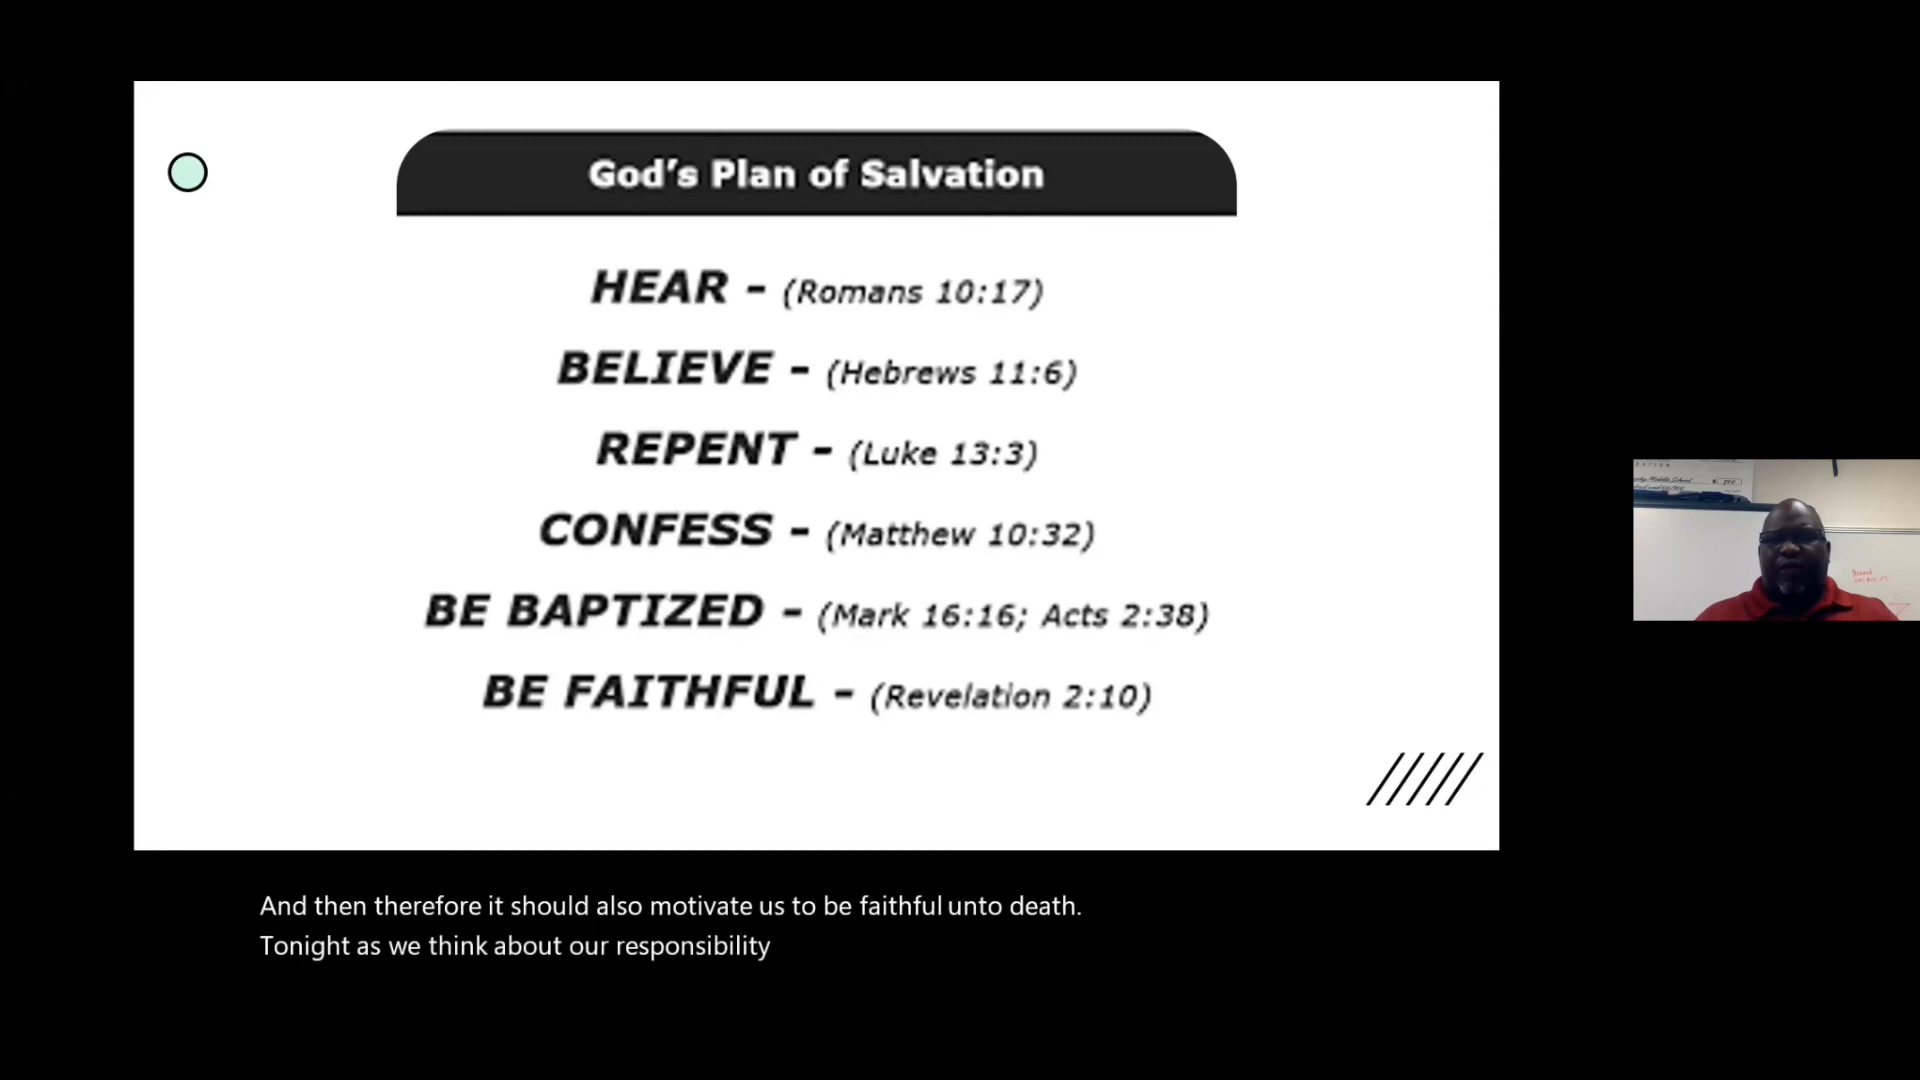 God's Plan of Salvation
HEAR - (Romans 10:17)
BELIEVE - (Hebrews 11:6)
REPENT - (Luke 13:3)
CONFESS - (Matthew 10:32)
BE BAPTIZED - (Mark 16:16; Acts 2:38)
BE FAITHFUL - (Revelation 2:10)
Middle School
And then therefore it should also motivate us to be faithful unto death.
Tonight as we think about our responsibility